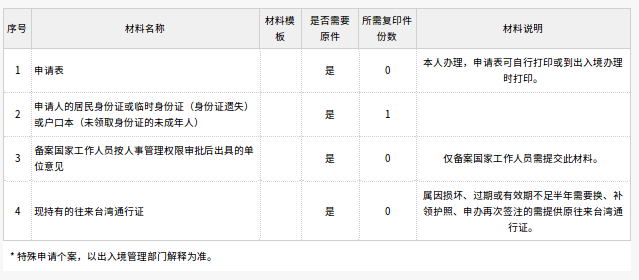 序号 材料名称 材料模板 是否需要原件 所需复印件份数 材料说明
1 申请表 是 0 本人办理，申请表可自行打印或到出入境办理时打印。
2 申请人的居民身份证或临时身份证（身份证遗失）
或户口本（未领取身份证的未成年人） 是 1
3 备案国家工作人员按人事管理权限审批后出具的单
位意见 是 0 仅备案国家工作人员需提交此材料。
4 现持有的往来台湾通行证 是 0 属因损坏、过期或有效期不足半年需要换、补
领护照、申办再次签注的需提供原往来台湾通
行证。
* 特殊申请个案，以出入境管理部门解释为准。